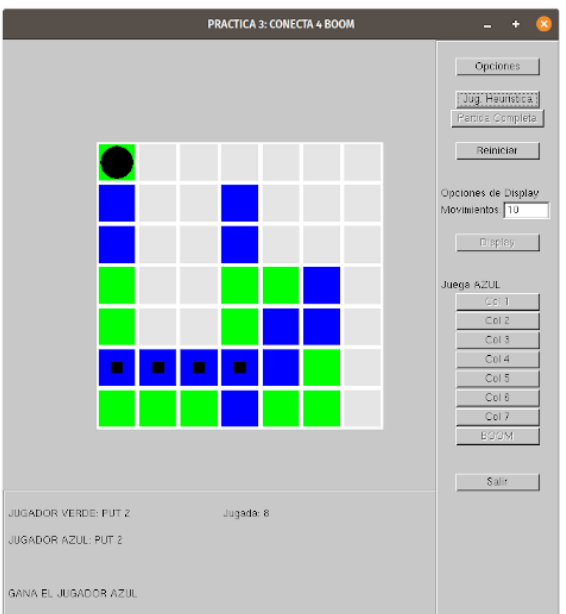 PRACTICA 3: CONECTA 4 BOOM
Opciones
Jug. Heuristica
Partida Completa
Reiniciar
Opciones de Display
Movimientos: 10
Display
Juega AZUL
Col 1
Col 2
Col 3
Col 4
Col 5
Col 6
Col 7
BOOM
Salir
JUGADOR VERDE: PUT 2
Jugada: 8
JUGADOR AZUL: PUT 2
GANA EL JUGADOR AZUL